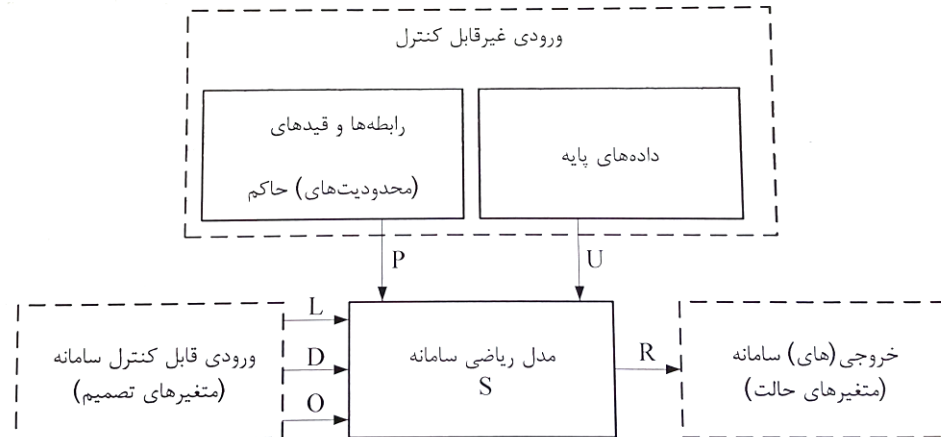 ورودی غیرقابل کنترل
رابطه‌ها و قیدهای
(محدودیت‌های) حاکم
داده‌های پایه
P
U
L
D
O
ورودی قابل کنترل سامانه
(متغیرهای تصمیم)
مدل ریاضی سامانه
S
R
خروجی(های) سامانه
(متغیرهای حالت)